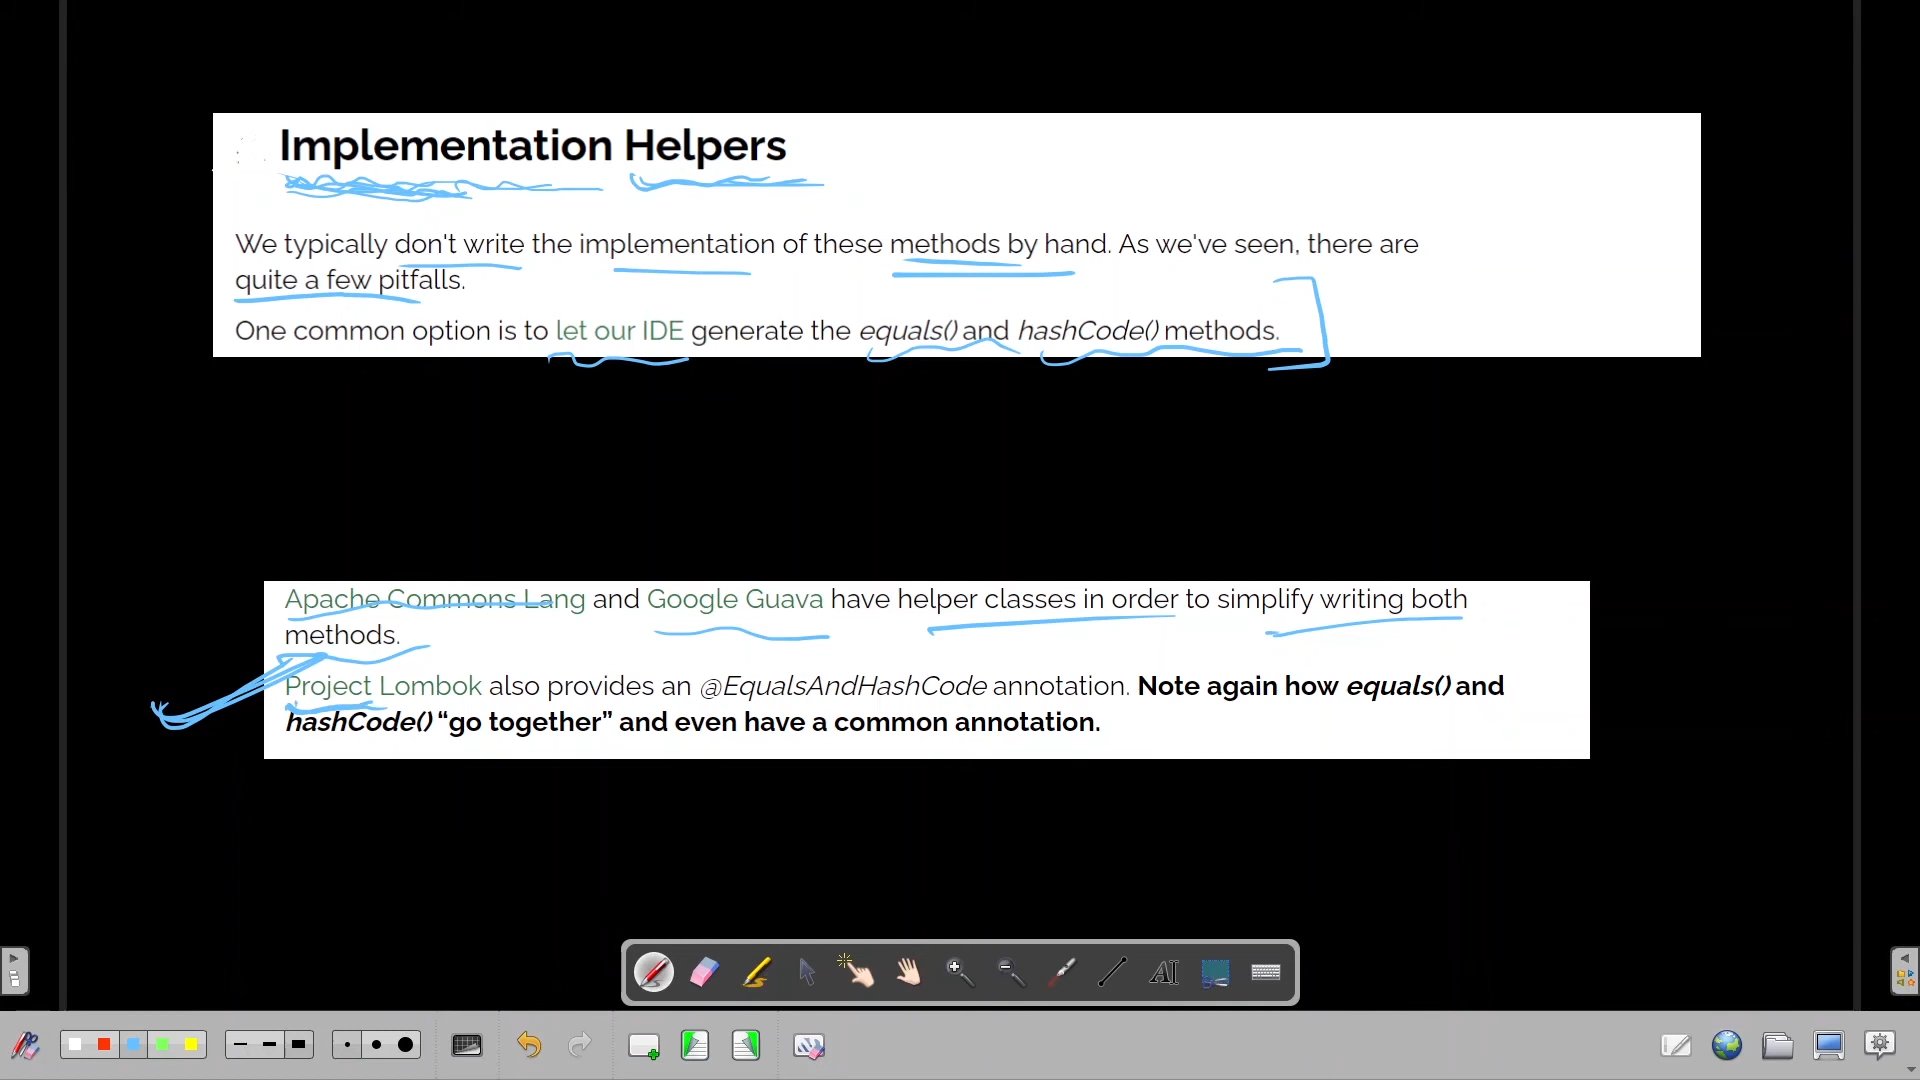 Implementation Helpers
We typically don't write the implementation of these methods by hand. As we've seen, there are
quite a few pitfalls.
One common option is to let our IDE generate the equals() and hashCode() methods.
Apache Commons Lang and Google Guava have helper classes in order to simplify writing both
methods.
Project Lombok also provides an @EqualsAndHashCode annotation. Note again how equals() and
hashCode() “go together” and even have a common annotation.
AI